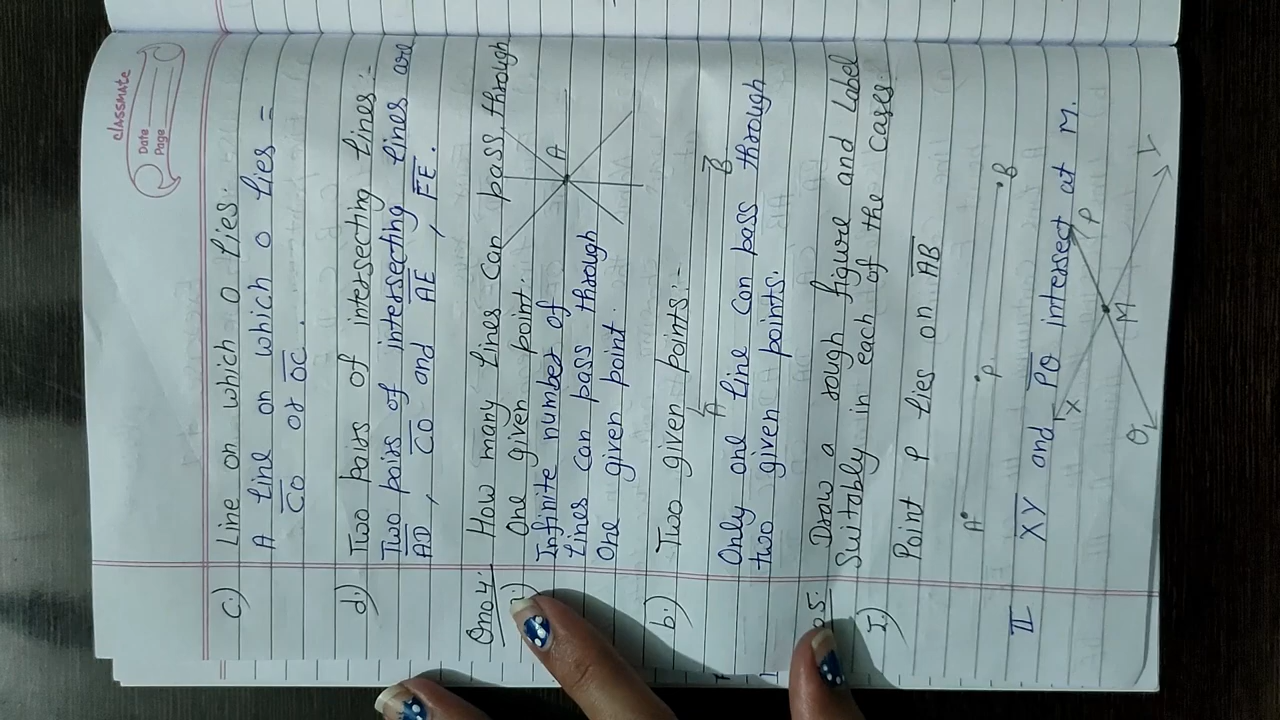 classmate
Date
Page
c.) Line on which O lies.
A line on which O lies =
CO or OC.
d.) Two pairs of intersecting lines:-
Two pairs of intersecting lines are
AD, CO and AE, FE.
Qno4: How many lines can pass through
One given point:
Infinite number of
lines can pass through
One given point.
A
b.) Two given points:-
A B
Only one line can pass through
two given points.
5. Draw a rough figure and Label
Suitably in each of the cases.
I.)
Point P lies on AB
A P. B
II XY and PQ intersect at M.
X P
M
Q Y